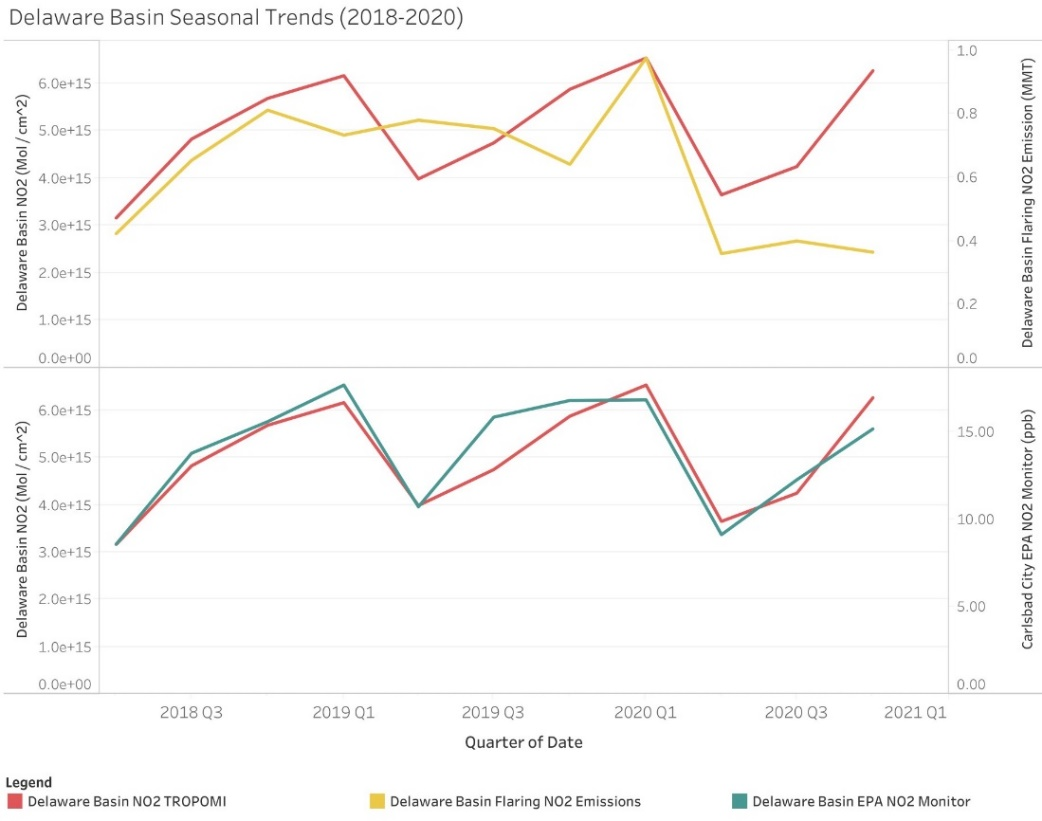 Delaware Basin Seasonal Trends (2018-2020)
Delaware Basin NO2 (Mol / cm^2)
6.0e+15
5.0e+15
4.0e+15
3.0e+15
2.0e+15
1.0e+15
0.0e+00
1.0
0.8
0.6
0.4
0.2
0.0
Delaware Basin Flaring NO2 Emission (MMT)
Delaware Basin NO2 (Mol / cm^2)
6.0e+15
5.0e+15
4.0e+15
3.0e+15
2.0e+15
1.0e+15
0.0e+00
15.00
10.00
5.00
0.00
Carlsbad City EPA NO2 Monitor (ppb)
2018 Q3
2019 Q1
2019 Q3
2020 Q1
2020 Q3
2021 Q1
Quarter of Date
Legend
Delaware Basin NO2 TROPOMI
Delaware Basin Flaring NO2 Emissions
Delaware Basin EPA NO2 Monitor